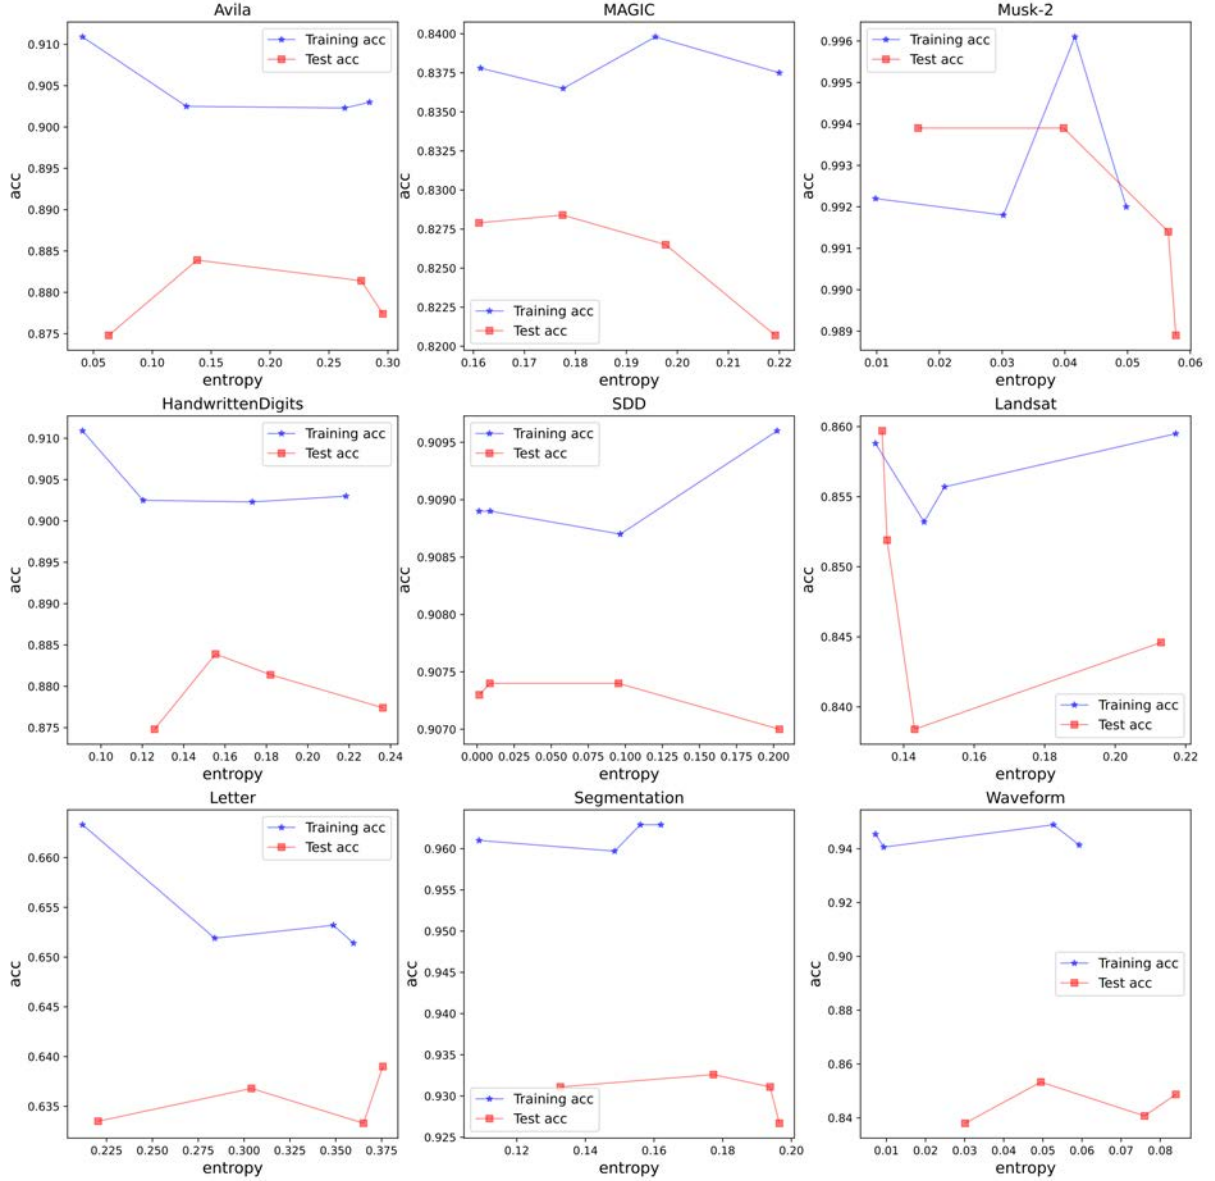 Avila
0.910
0.905
0.900
0.895
0.890
0.885
0.880
0.875
acc
Training acc
Test acc
0.05 0.10 0.15 0.20 0.25 0.30
entropy
MAGIC
0.8400
0.8375
0.8350
0.8325
0.8300
0.8275
0.8250
0.8225
0.8200
acc
Training acc
Test acc
0.16 0.17 0.18 0.19 0.20 0.21 0.22
entropy
Musk-2
0.996
0.995
0.994
0.993
0.992
0.991
0.990
0.989
acc
Training acc
Test acc
0.01 0.02 0.03 0.04 0.05 0.06
entropy
HandwrittenDigits
0.910
0.905
0.900
0.895
0.890
0.885
0.880
0.875
acc
Training acc
Test acc
0.10 0.12 0.14 0.16 0.18 0.20 0.22 0.24
entropy
SDD
0.9095
0.9090
0.9085
0.9080
0.9075
0.9070
acc
Training acc
Test acc
0.000 0.025 0.050 0.075 0.100 0.125 0.150 0.175 0.200
entropy
Landsat
0.860
0.855
0.850
0.845
0.840
acc
Training acc
Test acc
0.14 0.16 0.18 0.20 0.22
entropy
Letter
0.660
0.655
0.650
0.645
0.640
0.635
acc
Training acc
Test acc
0.225 0.250 0.275 0.300 0.325 0.350 0.375
entropy
Segmentation
0.960
0.955
0.950
0.945
0.940
0.935
0.930
0.925
acc
Training acc
Test acc
0.12 0.14 0.16 0.18 0.20
entropy
Waveform
0.94
0.92
0.90
0.88
0.86
0.84
acc
Training acc
Test acc
0.01 0.02 0.03 0.04 0.05 0.06 0.07 0.08
entropy